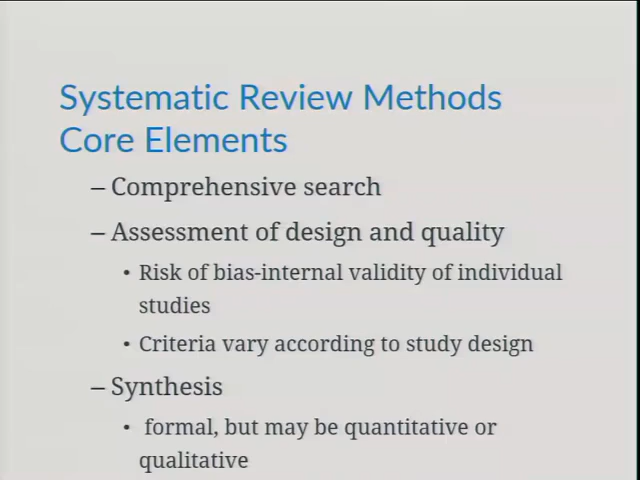 Systematic Review Methods
Core Elements
– Comprehensive search
– Assessment of design and quality
• Risk of bias-internal validity of individual
studies
• Criteria vary according to study design
– Synthesis
• formal, but may be quantitative or
qualitative